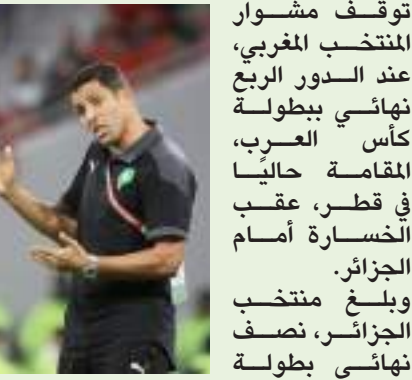 توقف مشوار
المنتخب المغربي،
عند الدور الربع
نهائي ببطولة
كأس العرب،
المقامة حاليًا
في قطر، عقب
الخسارة أمام
الجزائر.
وبلغ منتخب
الجزائر، نصف
نهائي بطولة